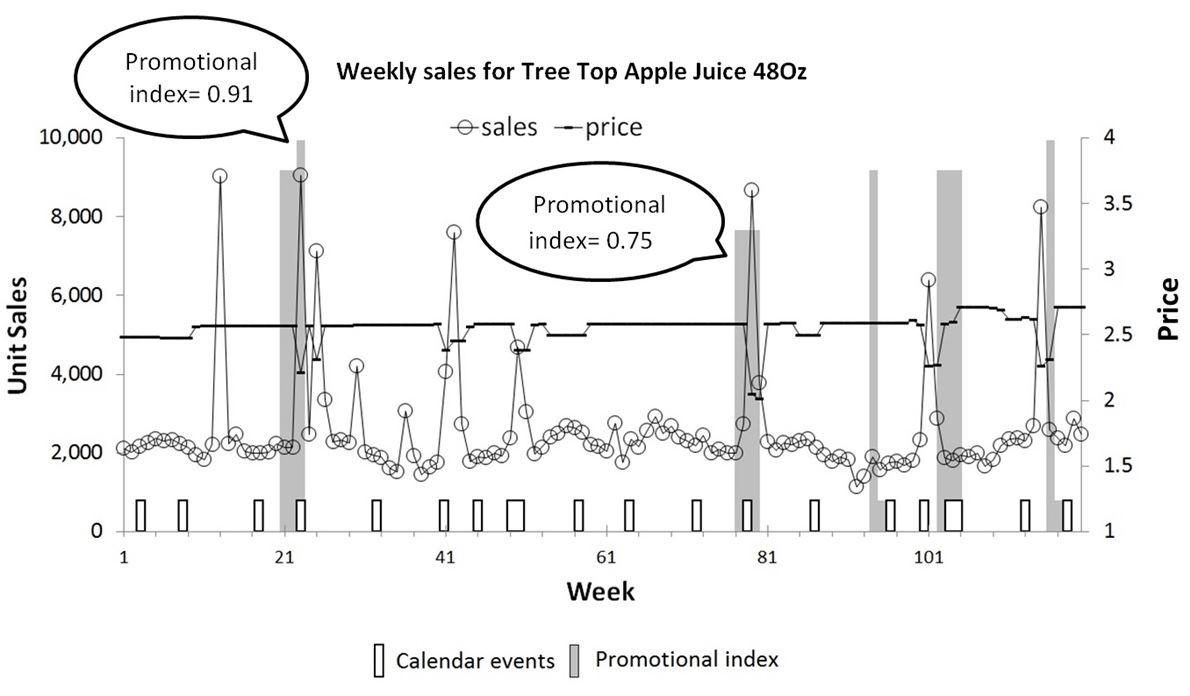 Promotional
index= 0.91
Weekly sales for Tree Top Apple Juice 48Oz
sales price
Promotional
index= 0.75
Unit Sales
10,000
8,000
6,000
4,000
2,000
0
4
3.5
3
2.5
2
1.5
1
Price
1 21 41 61 81 101
Week
Calendar events Promotional index